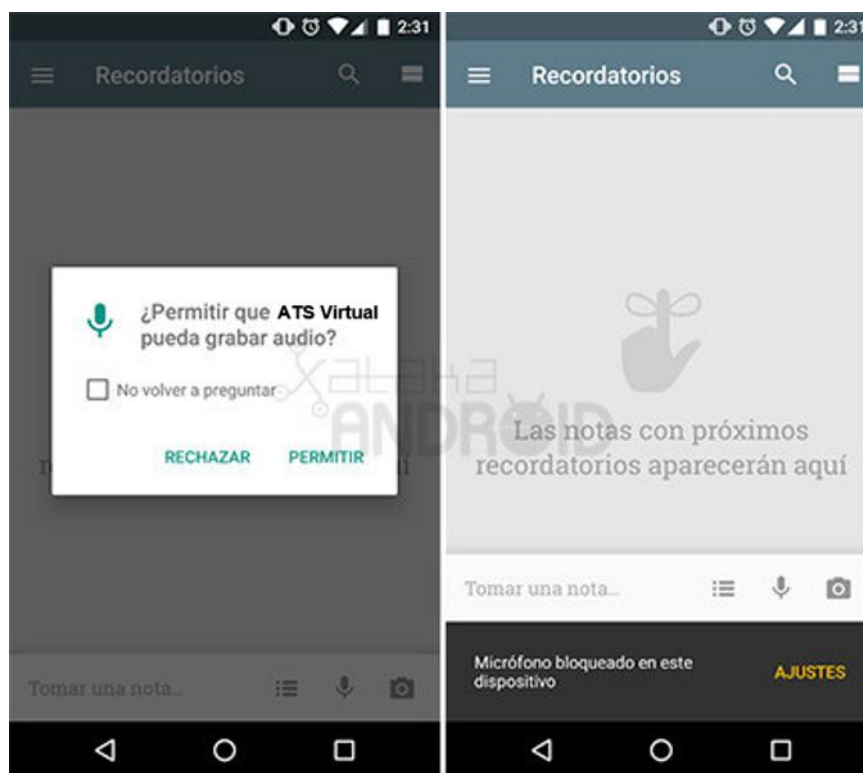 2:31
Recordatorios
¿Permitir que ATS Virtual
pueda grabar audio?
No volver a preguntar
RECHAZAR PERMITIR
Tomar una nota...
2:31
Recordatorios
Las notas con próximos
recordatorios aparecerán aquí
Tomar una nota...
Micrófono bloqueado en este
dispositivo
AJUSTES
xataka
ANDROID